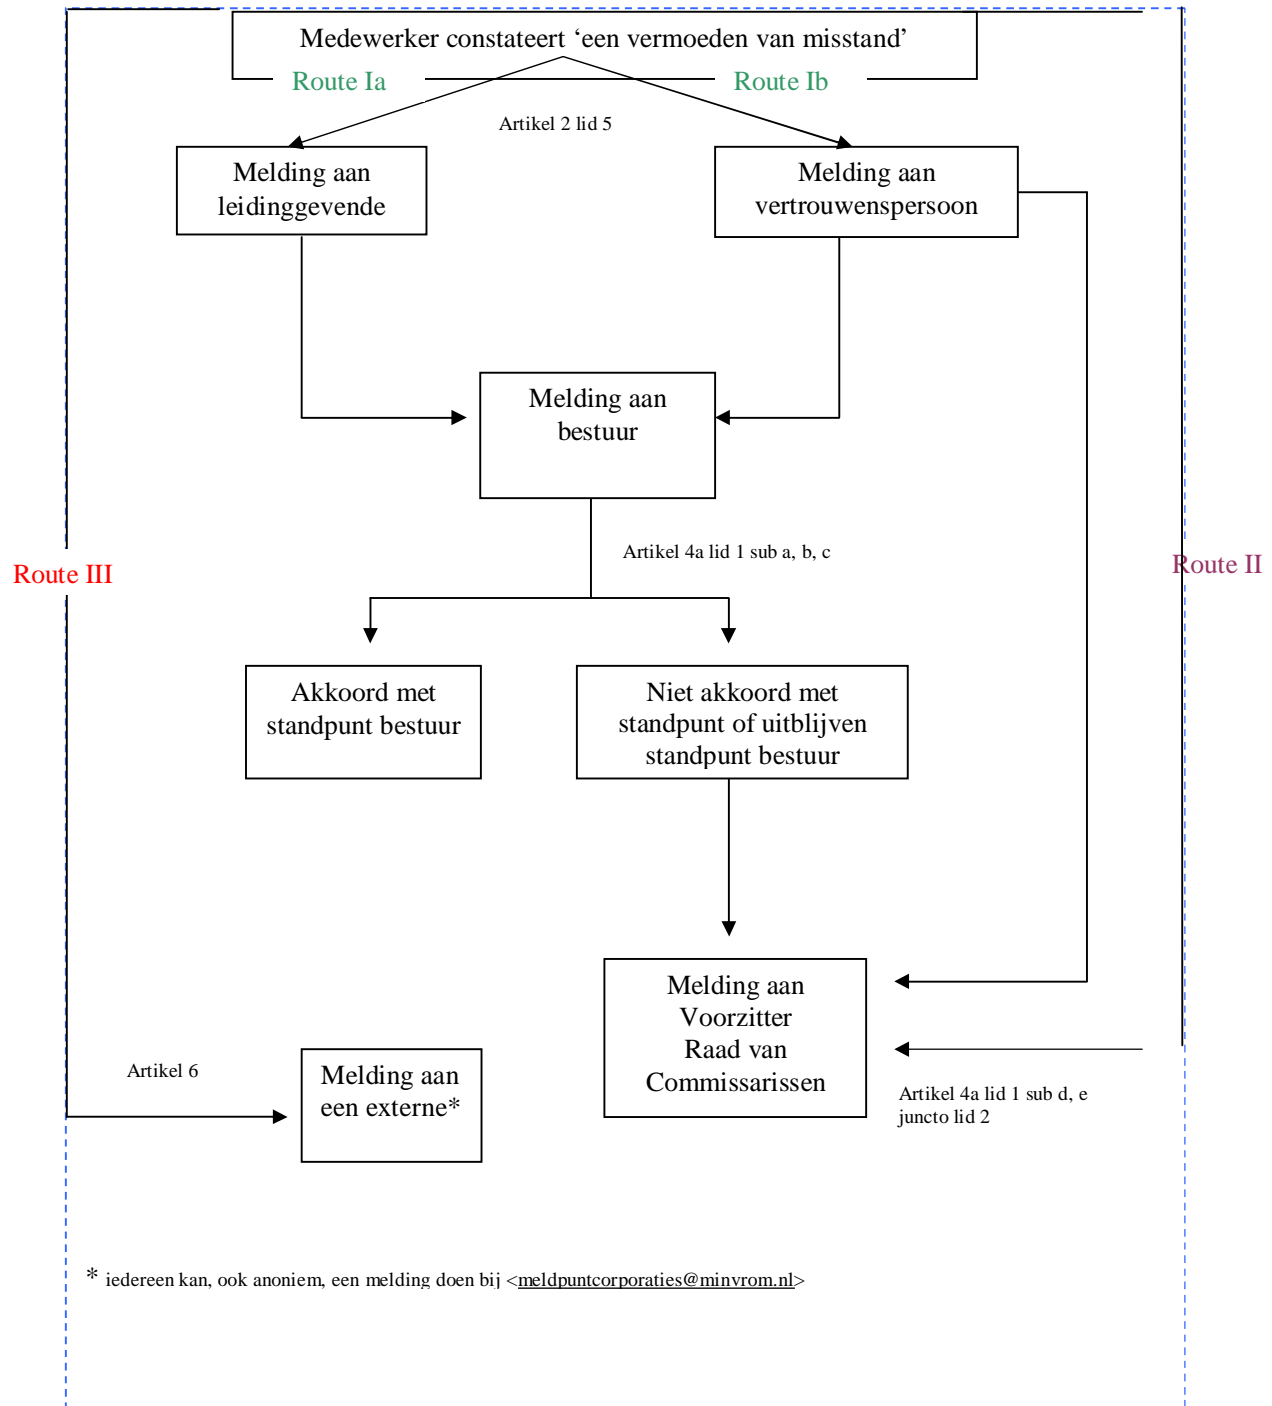 Medewerker constateert ‘een vermoeden van misstand’
Route Ia
Route Ib
Artikel 2 lid 5
Melding aan
leidinggevende
Melding aan
vertrouwenspersoon
Melding aan
bestuur
Artikel 4a lid 1 sub a, b, c
Route III
Route II
Akkoord met
standpunt bestuur
Niet akkoord met
standpunt of uitblijven
standpunt bestuur
Melding aan
Voorzitter
Raad van
Commissarissen
Artikel 6
Melding aan
een externe*
Artikel 4a lid 1 sub d, e
juncto lid 2
* iedereen kan, ook anoniem, een melding doen bij <meldpuntcorporaties@minvrom.nl>